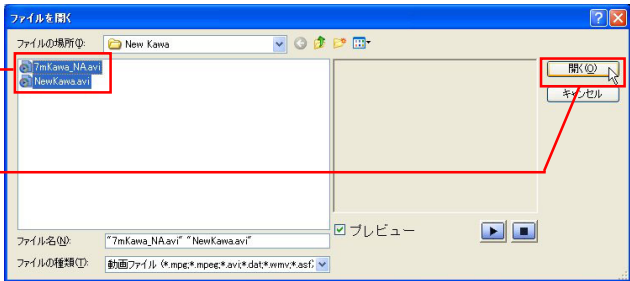 ファイルを開く
ファイルの場所(I):
New Kawa
7mKawa_NA.avi
NewKawa.avi
開く(O)
キャンセル
プレビュー
ファイル名(N):
"7mKawa_NA.avi" "NewKawa.avi"
ファイルの種類(T):
動画ファイル (*.mpg;*.mpeg;*.avi;*.dat;*.wmv;*.asf;